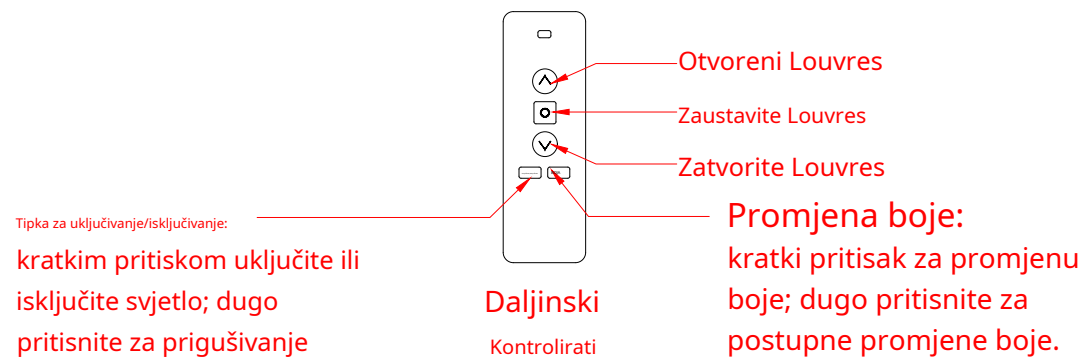 Otvoreni Louvres
Zaustavite Louvres
Zatvorite Louvres
Tipka za uključivanje/isključivanje:
kratkim pritiskom uključite ili
isključite svjetlo; dugo
pritisnite za prigušivanje
Promjena boje:
kratki pritisak za promjenu
boje; dugo pritisnite za
postupne promjene boje.
Daljinski
Kontrolirati